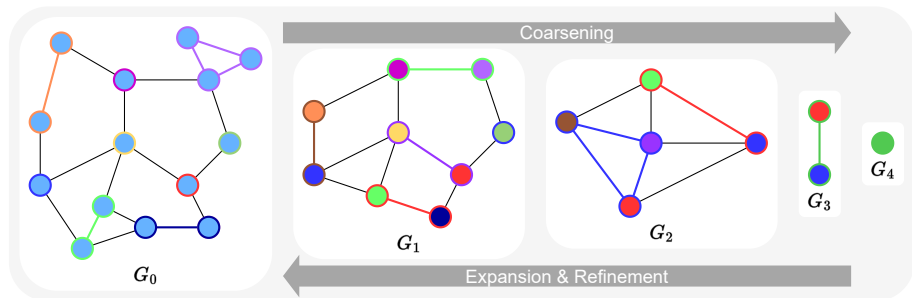 Coarsening
G0
G1
G2
G3
G4
Expansion & Refinement